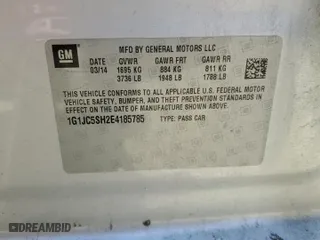 GM
MFD BY GENERAL MOTORS LLC
DATE GVWR GAWR FRT GAWR RR
03/14 1695 KG 884 KG 811 KG
3736 LB 1948 LB 1788 LB
THIS VEHICLE CONFORMS TO ALL APPLICABLE U.S. FEDERAL MOTOR
VEHICLE SAFETY, BUMPER, AND THEFT PREVENTION STANDARDS
IN EFFECT ON THE DATE OF MANUFACTURE SHOWN ABOVE.
1G1JC5SH2E4185785 TYPE: PASS CAR
DREAMBID